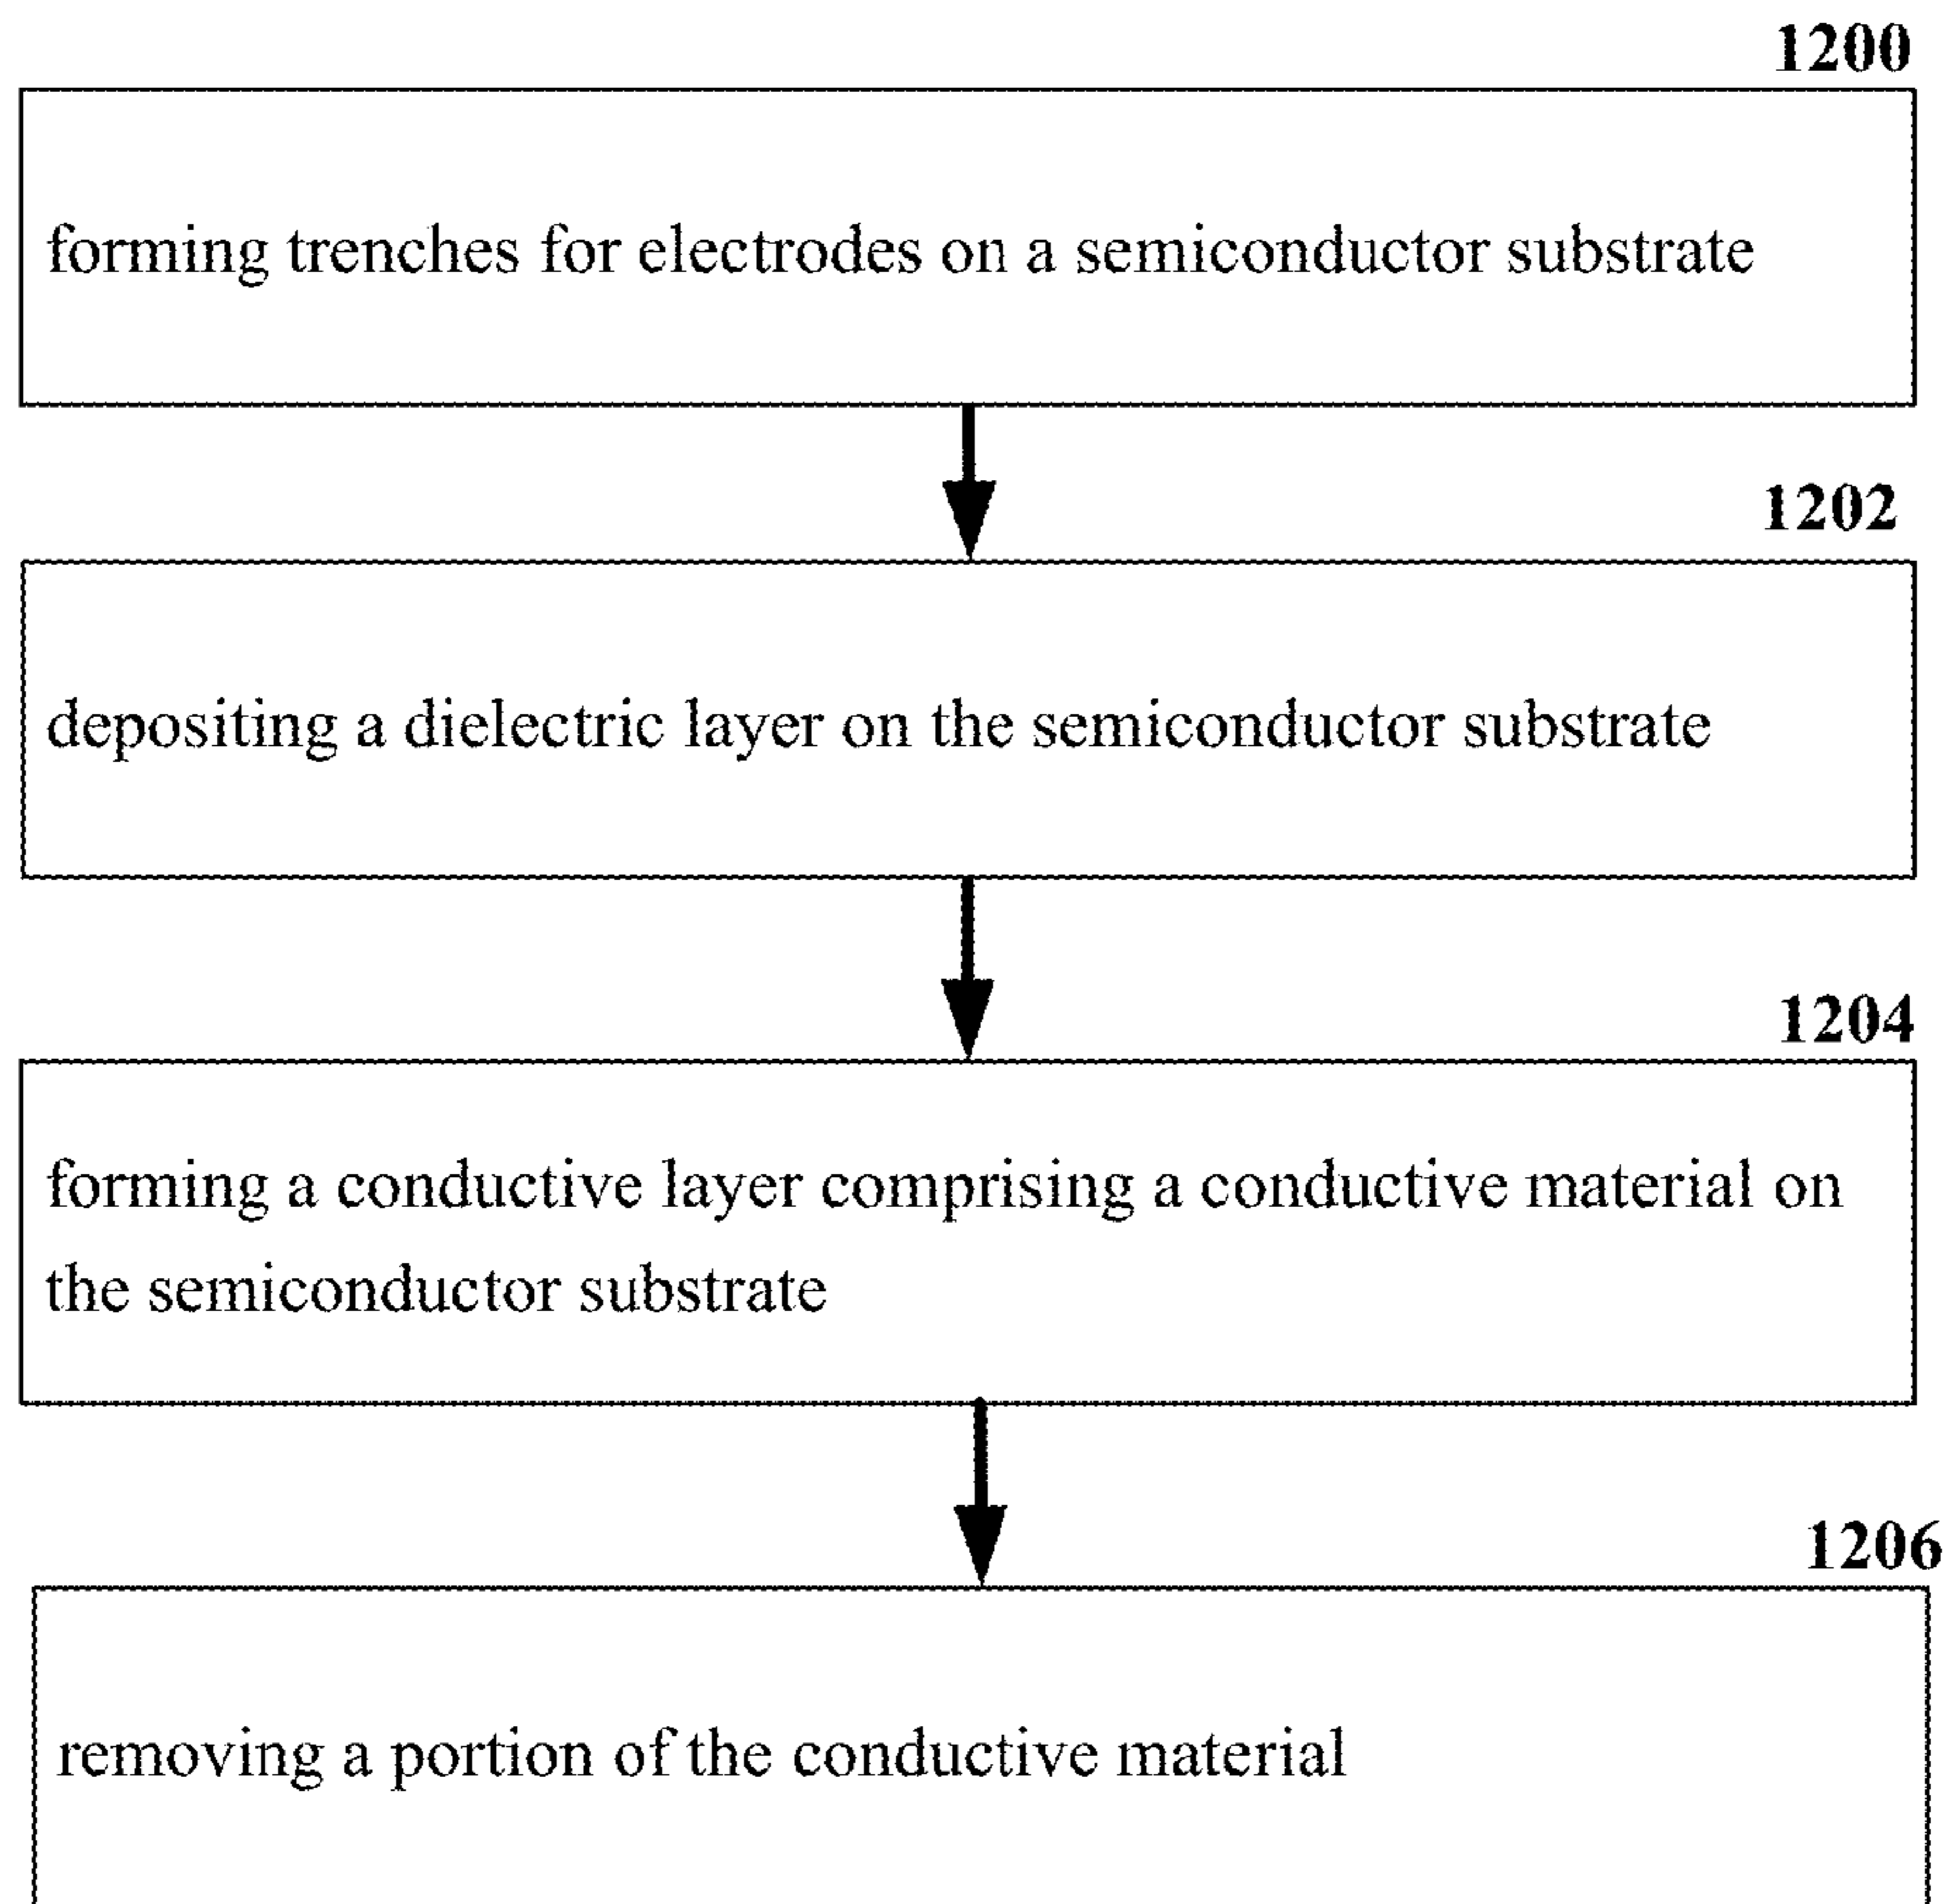 1200
forming trenches for electrodes on a semiconductor substrate
1202
depositing a dielectric layer on the semiconductor substrate
1204
forming a conductive layer comprising a conductive material on
the semiconductor substrate
1206
removing a portion of the conductive material